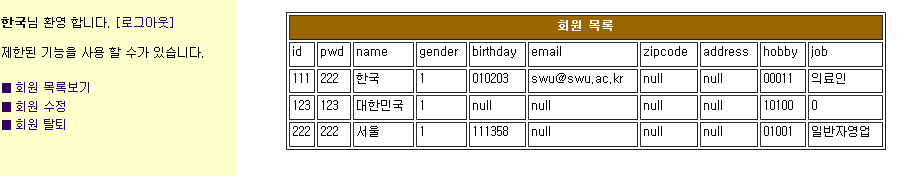 한국님 환영 합니다. [로그아웃]
제한된 기능을 사용 할 수가 있습니다.
■ 회원 목록보기
■ 회원 수정
■ 회원 탈퇴
회원 목록
id pwd name gender birthday email zipcode address hobby job
111 222 한국 1 010203 swu@swu.ac.kr null null 00011 의료인
123 123 대한민국 1 null null null null 10100 0
222 222 서울 1 111358 null null null 01001 일반자영업